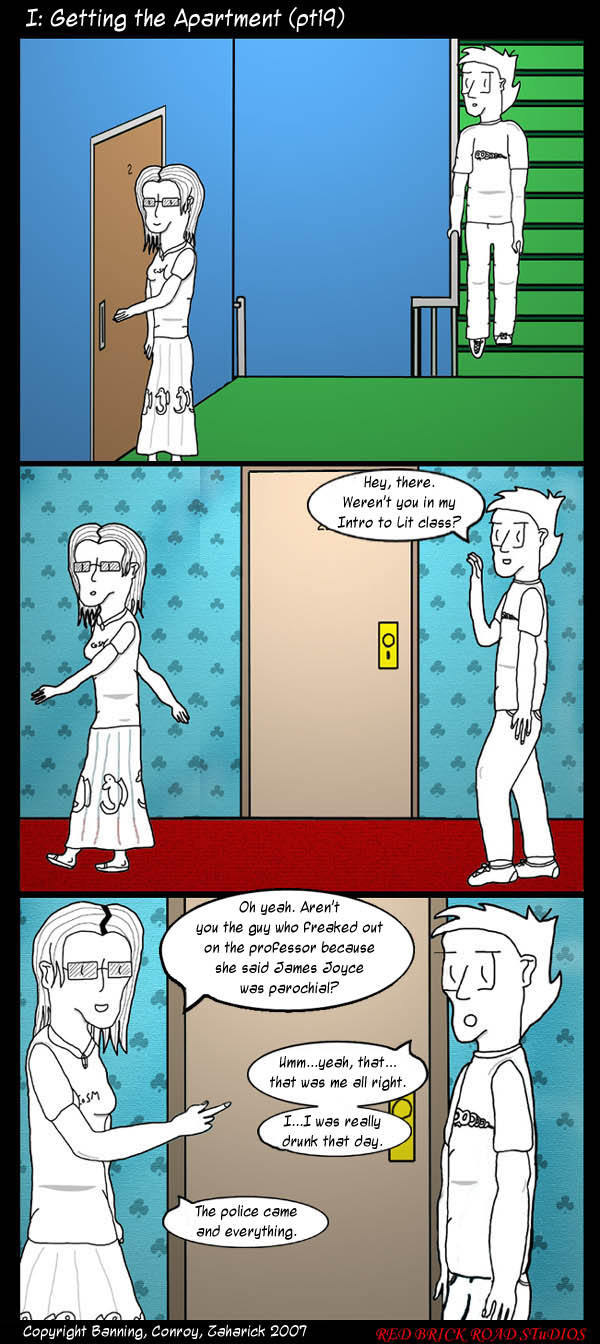 I: Getting the Apartment (pt19)
2
Hey, there.
Weren't you in my
Intro to Lit class?
Oh yeah. Aren't
you the guy who freaked out
on the professor because
she said James Joyce
was parochial?
Umm...yeah, that...
that was me all right.
I...I was really
drunk that day.
FoSM
The police came
and everything.
Copyright Banning, Conroy, Zaharick 2007
RED BRICK ROAD STuDIOS